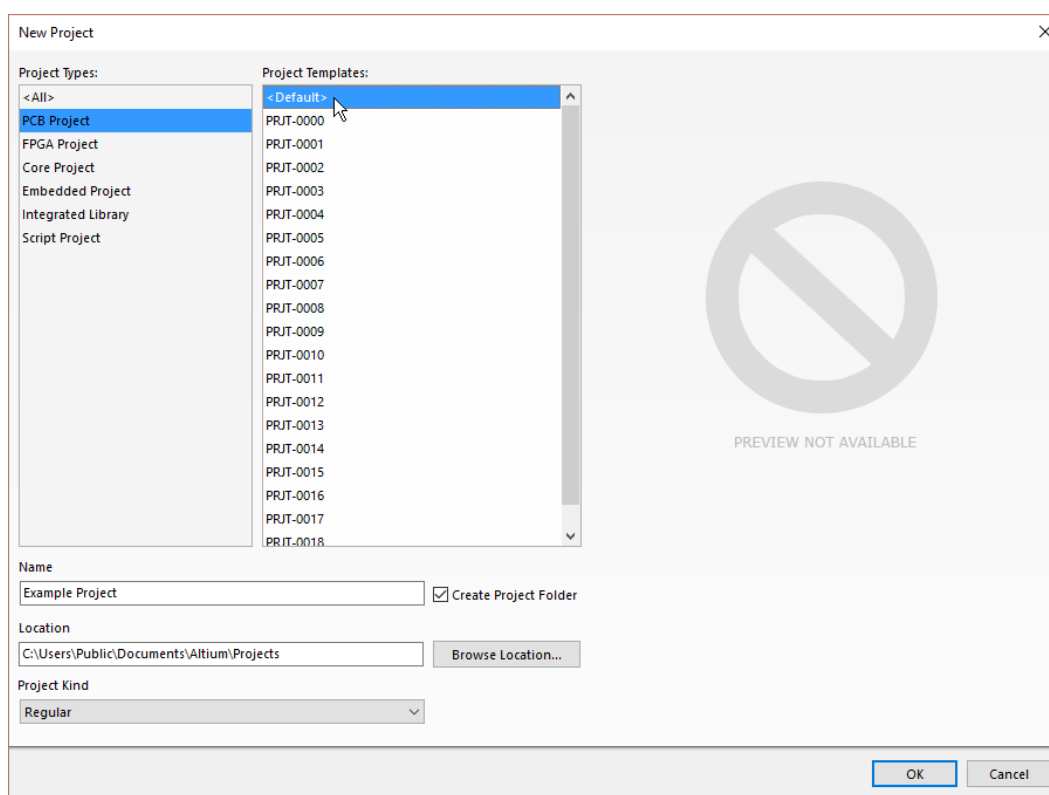 New Project
Project Types:
<All>
PCB Project
FPGA Project
Core Project
Embedded Project
Integrated Library
Script Project
Project Templates:
<Default>
PRJT-0000
PRJT-0001
PRJT-0002
PRJT-0003
PRJT-0004
PRJT-0005
PRJT-0006
PRJT-0007
PRJT-0008
PRJT-0009
PRJT-0010
PRJT-0011
PRJT-0012
PRJT-0013
PRJT-0014
PRJT-0015
PRJT-0016
PRJT-0017
PRJT-0018
PREVIEW NOT AVAILABLE
Name
Example Project
Create Project Folder
Location
C:\Users\Public\Documents\Altium\Projects
Browse Location...
Project Kind
Regular
OK
Cancel